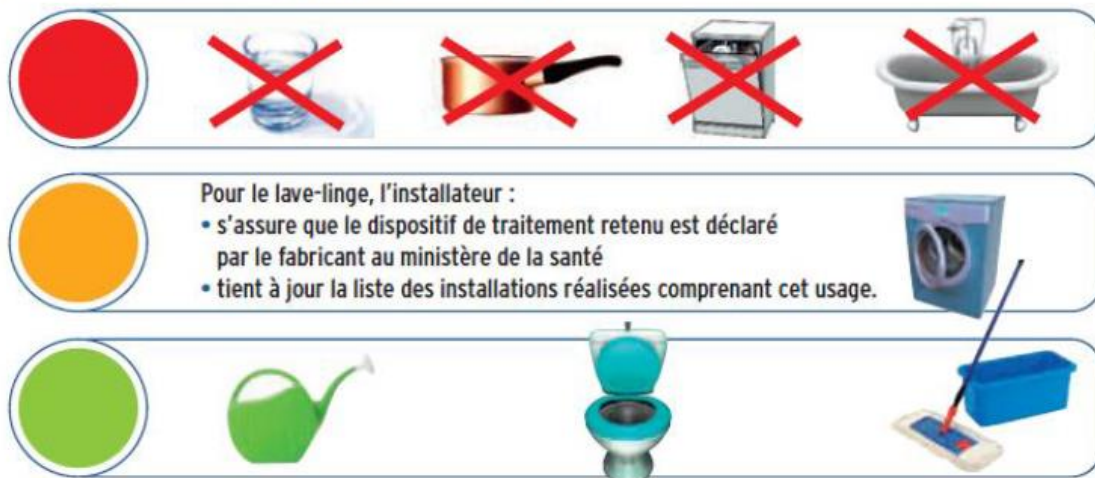 Pour le lave-linge, l'installateur :
• s'assure que le dispositif de traitement retenu est déclaré
par le fabricant au ministère de la santé
• tient à jour la liste des installations réalisées comprenant cet usage.